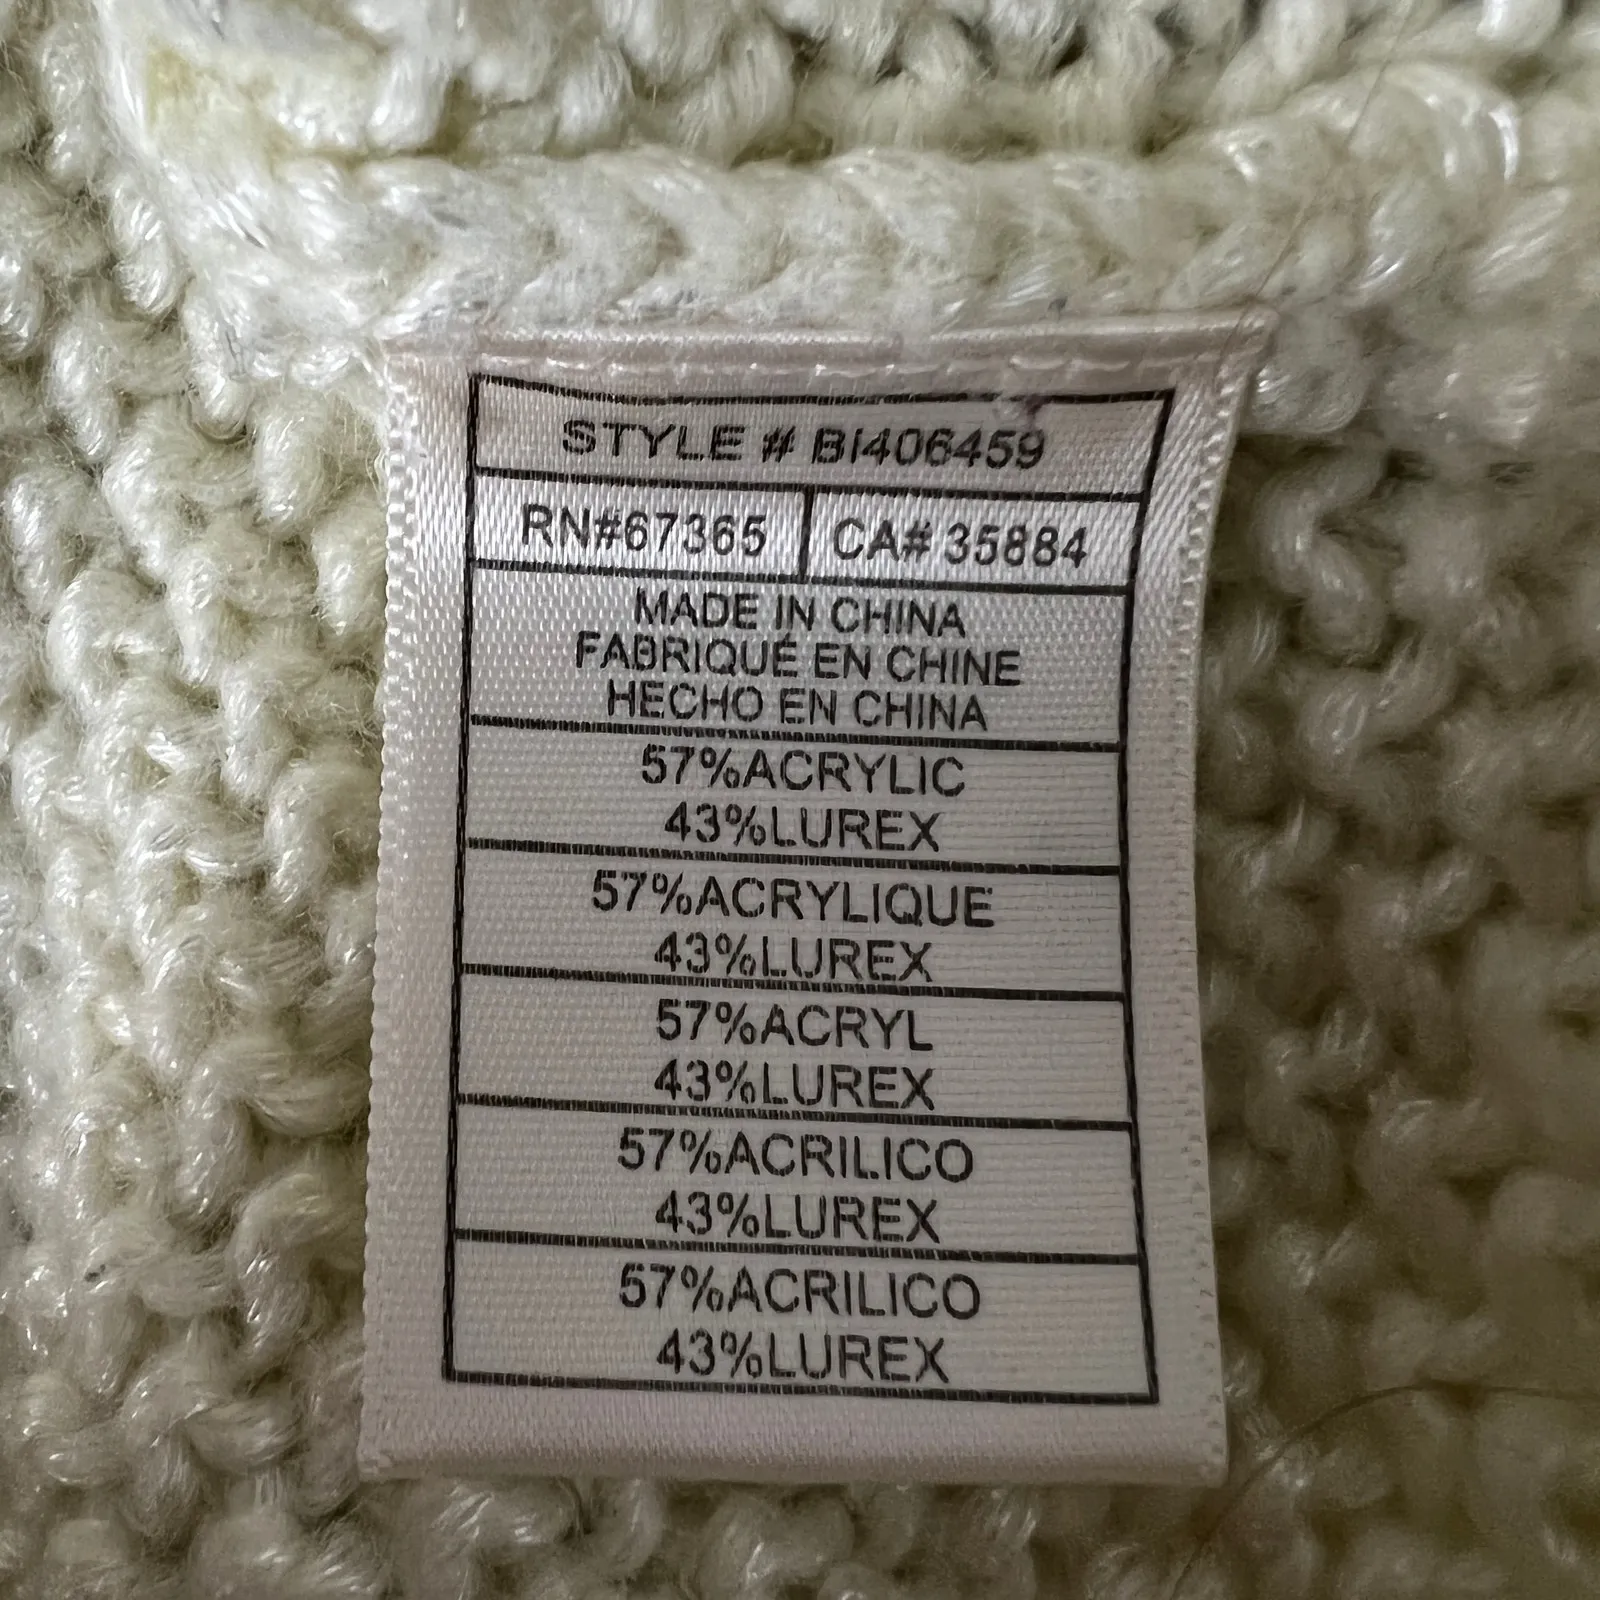 STYLE # BI406459
RN#67365 CA# 35884
MADE IN CHINA
FABRIQUÉ EN CHINE
HECHO EN CHINA
57%ACRYLIC
43%LUREX
57%ACRYLIQUE
43%LUREX
57%ACRYL
43%LUREX
57%ACRILICO
43%LUREX
57%ACRILICO
43%LUREX